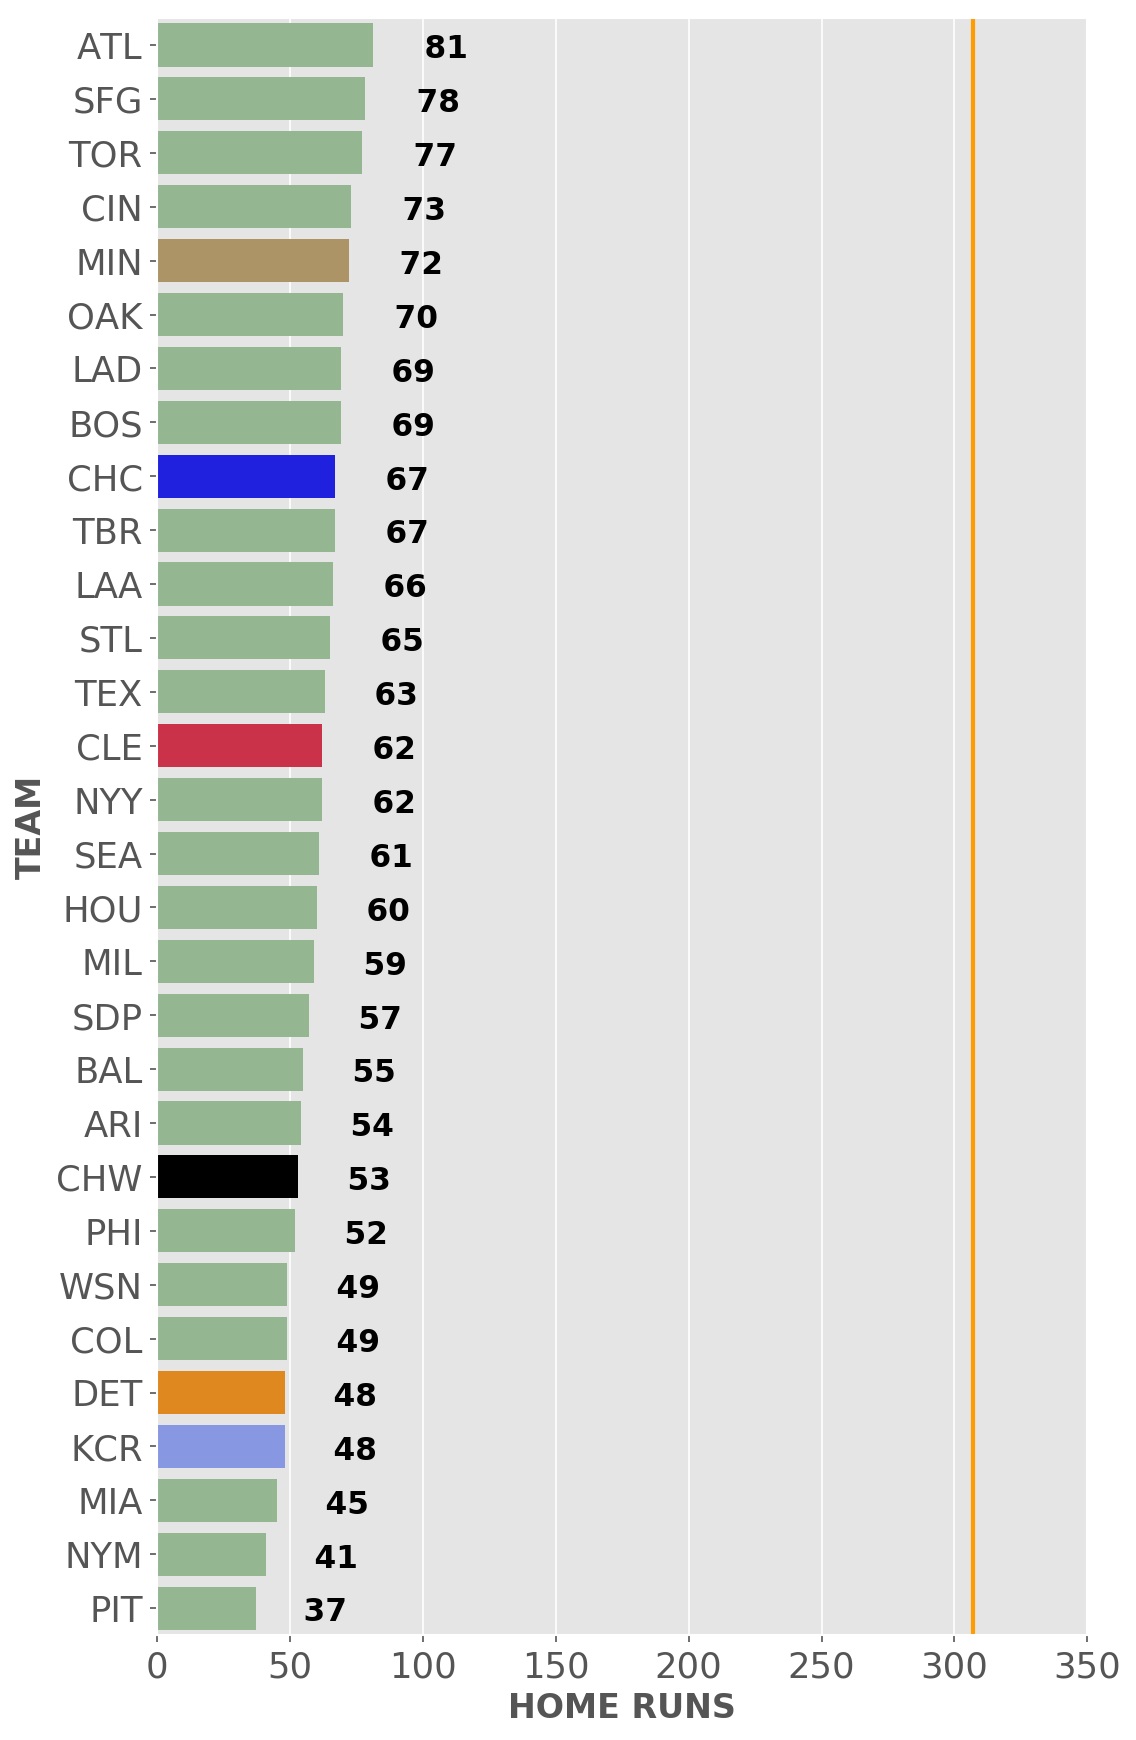 ATL 81
SFG 78
TOR 77
CIN 73
MIN 72
OAK 70
LAD 69
BOS 69
CHC 67
TBR 67
LAA 66
STL 65
TEX 63
CLE 62
NYY 62
SEA 61
HOU 60
MIL 59
SDP 57
BAL 55
ARI 54
CHW 53
PHI 52
WSN 49
COL 49
DET 48
KCR 48
MIA 45
NYM 41
PIT 37
TEAM
0 50 100 150 200 250 300 350
HOME RUNS